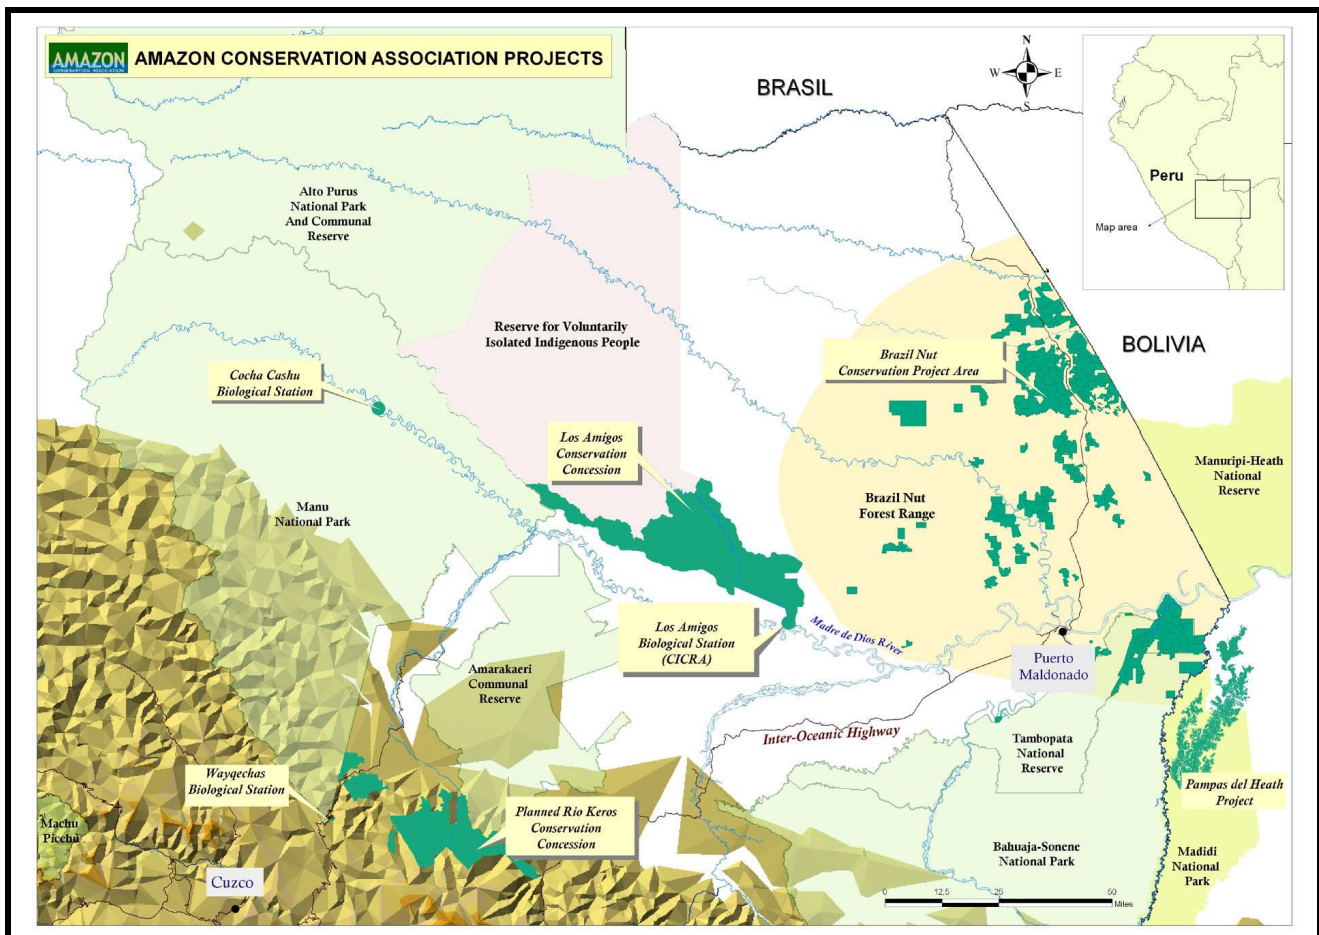 AMAZON
CONSERVATION ASSOCIATION
AMAZON CONSERVATION ASSOCIATION PROJECTS
BRASIL
N
W
E
S
Peru
Map area
Alto Purus
National Park
And Communal
Reserve
Reserve for Voluntarily
Isolated Indigenous People
BOLIVIA
Brazil Nut
Conservation Project Area
Cocha Cashu
Biological Station
Los Amigos
Conservation
Concession
Manuripi-Heath
National
Reserve
Manu
National Park
Brazil Nut
Forest Range
Los Amigos
Biological Station
(CICRA)
Madre de Dios River
Puerto
Maldonado
Amarakaeri
Communal
Reserve
Inter-Oceanic Highway
Tambopata
National
Reserve
Wayqechas
Biological Station
Pampas del Heath
Project
Planned Rio Keros
Conservation
Concession
Machu
Picchu
Bahuaja-Sonene
National Park
Madidi
National
Park
Cuzco
0 12.5 25 50
Miles